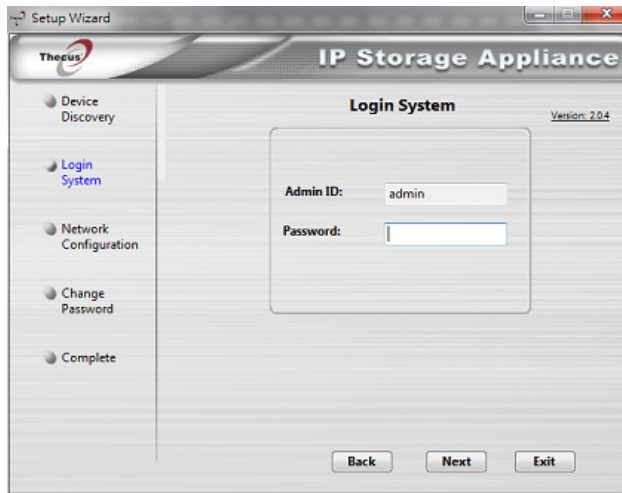 Setup Wizard
Thecus
IP Storage Appliance
Device
Discovery
Login
System
Network
Configuration
Change
Password
Complete
Login System
Version: 2.0.4
Admin ID:
admin
Password:
Back
Next
Exit